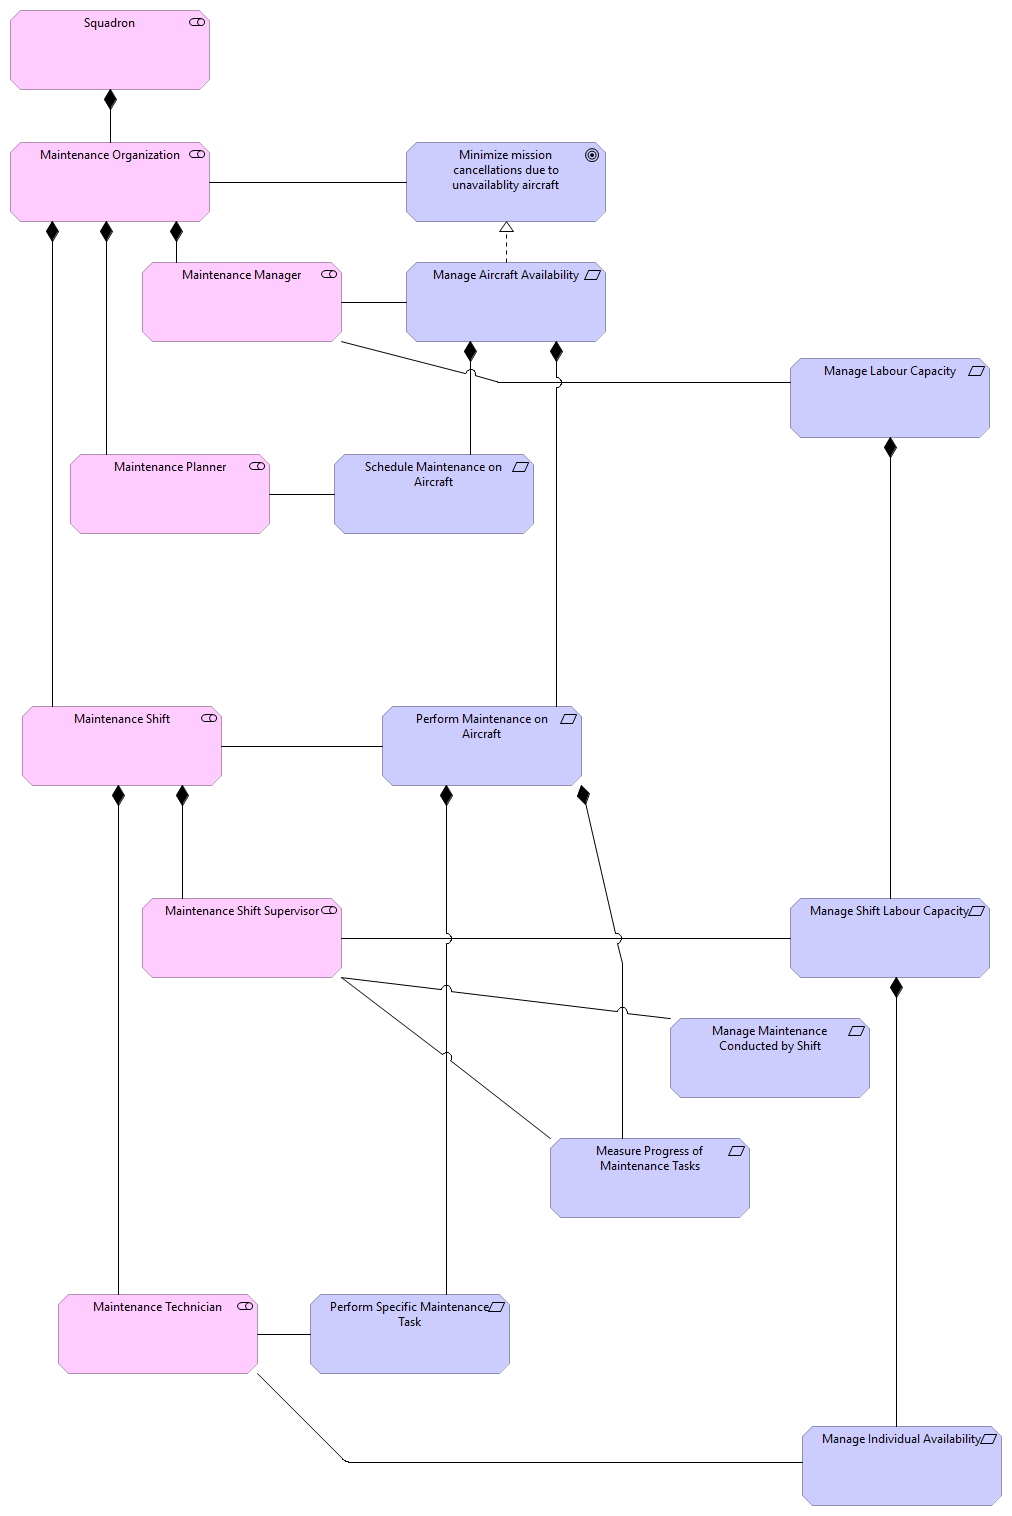 Squadron
Maintenance Organization
Minimize mission
cancellations due to
unavailablity aircraft
Maintenance Manager
Manage Aircraft Availability
Manage Labour Capacity
Maintenance Planner
Schedule Maintenance on
Aircraft
Maintenance Shift
Perform Maintenance on
Aircraft
Maintenance Shift Supervisor
Manage Shift Labour Capacity
Manage Maintenance
Conducted by Shift
Measure Progress of
Maintenance Tasks
Maintenance Technician
Perform Specific Maintenance
Task
Manage Individual Availability